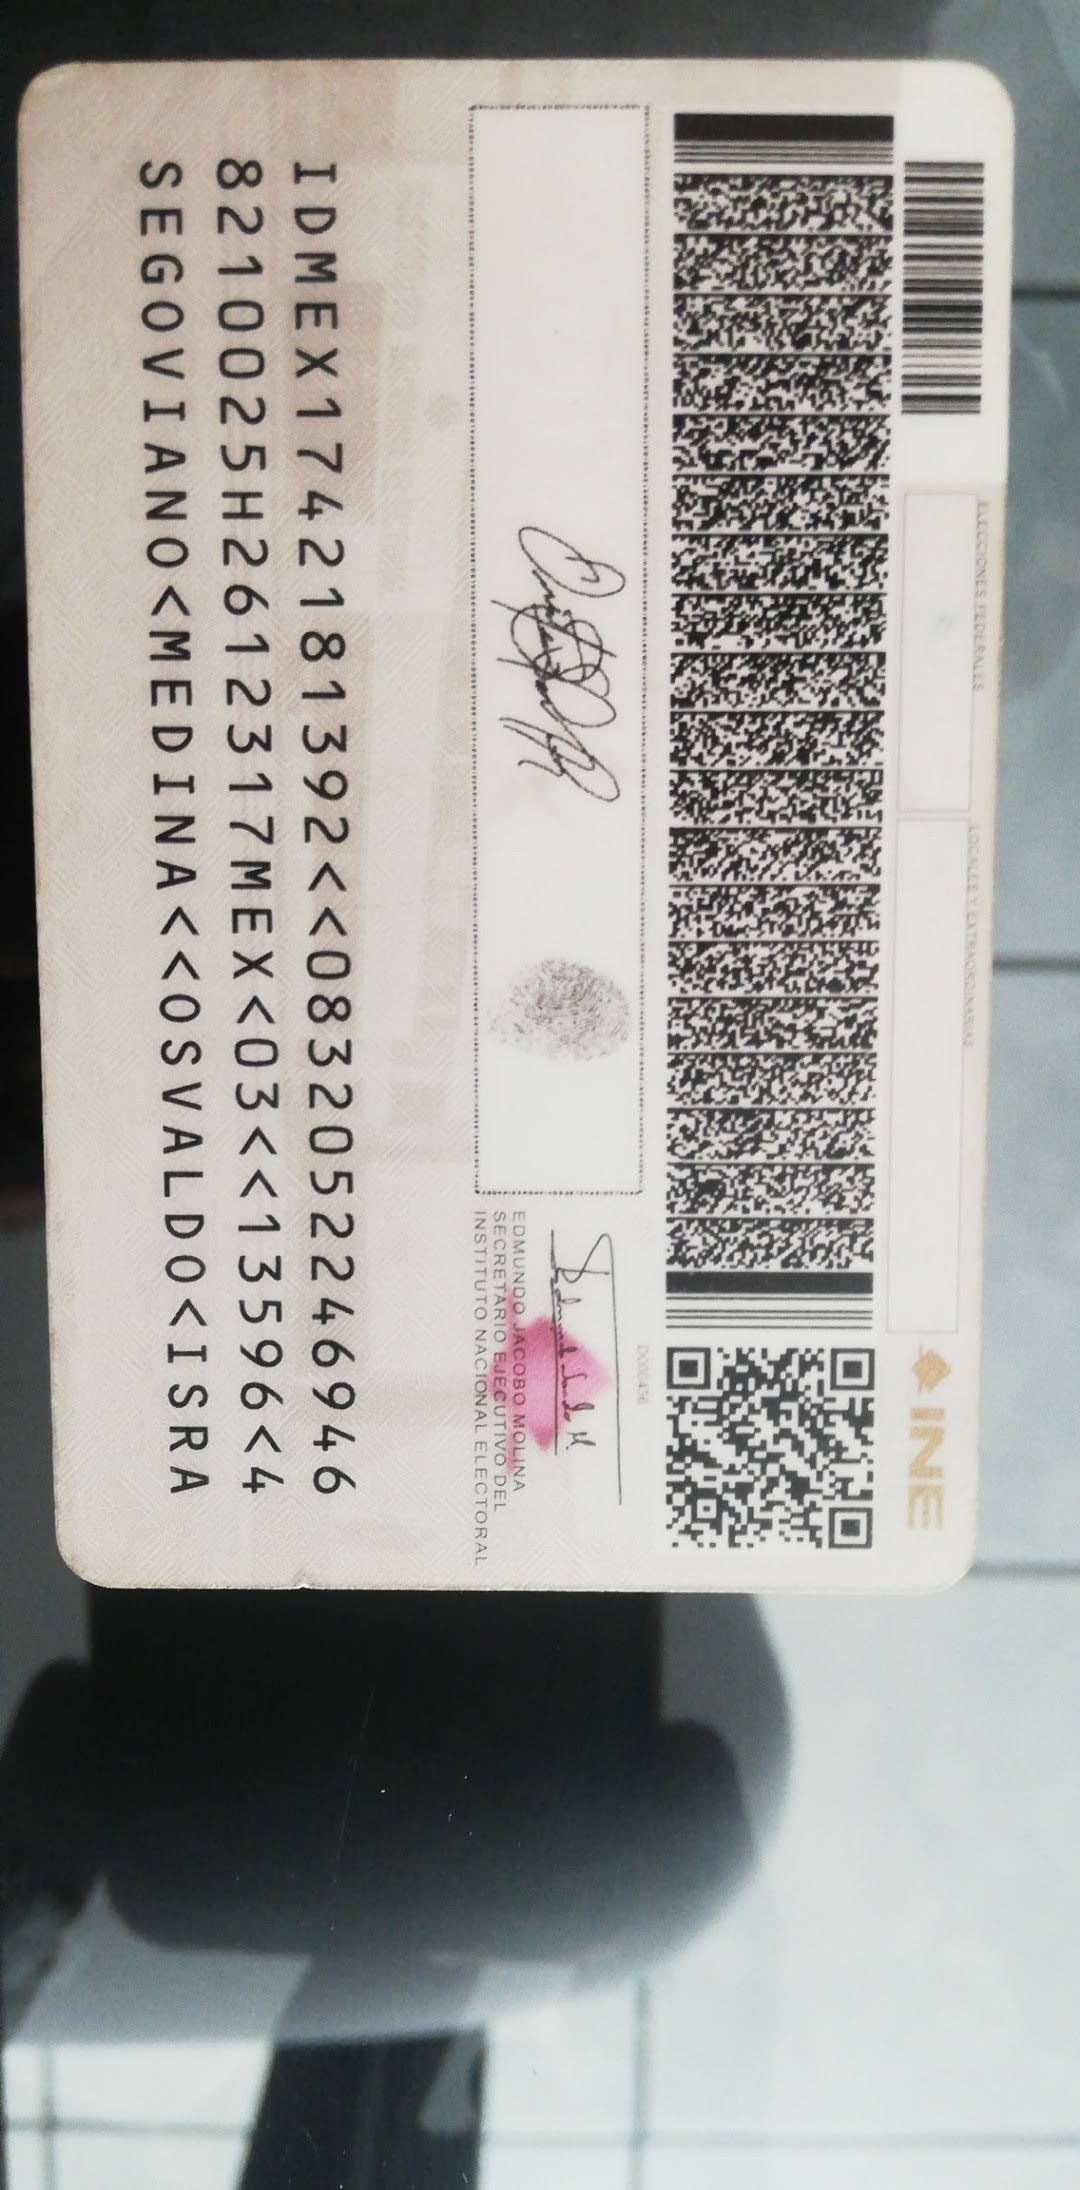 ELECCIONES FEDERALES
LOCALES Y EXTRAORDINARIAS
INE
D000436
EDMUNDO JACOBO MOLINA
SECRETARIO EJECUTIVO DEL
INSTITUTO NACIONAL ELECTORAL
IDMEX1742181392<<0832052246946
8210025H2612317MEX<03<<13596<4
SEGOVIANO<MEDINA<<OSVALDO<ISRA